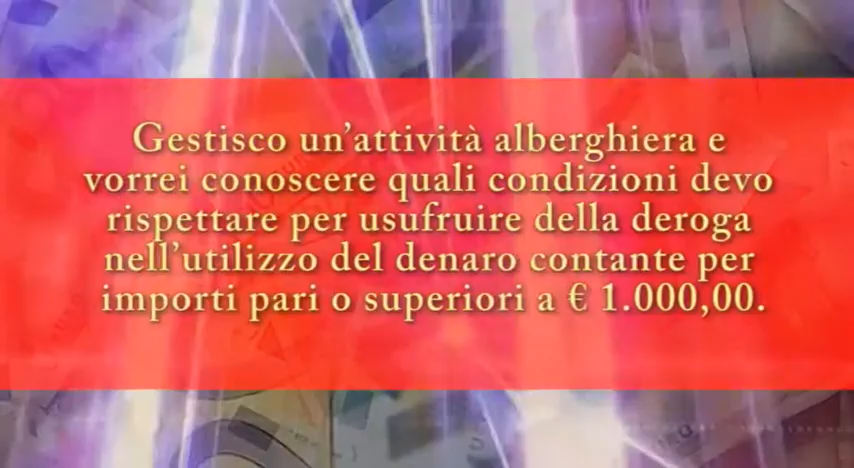 Gestisco un'attività alberghiera e
vorrei conoscere quali condizioni devo
rispettare per usufruire della deroga
nell'utilizzo del denaro contante per
importi pari o superiori a € 1.000,00.